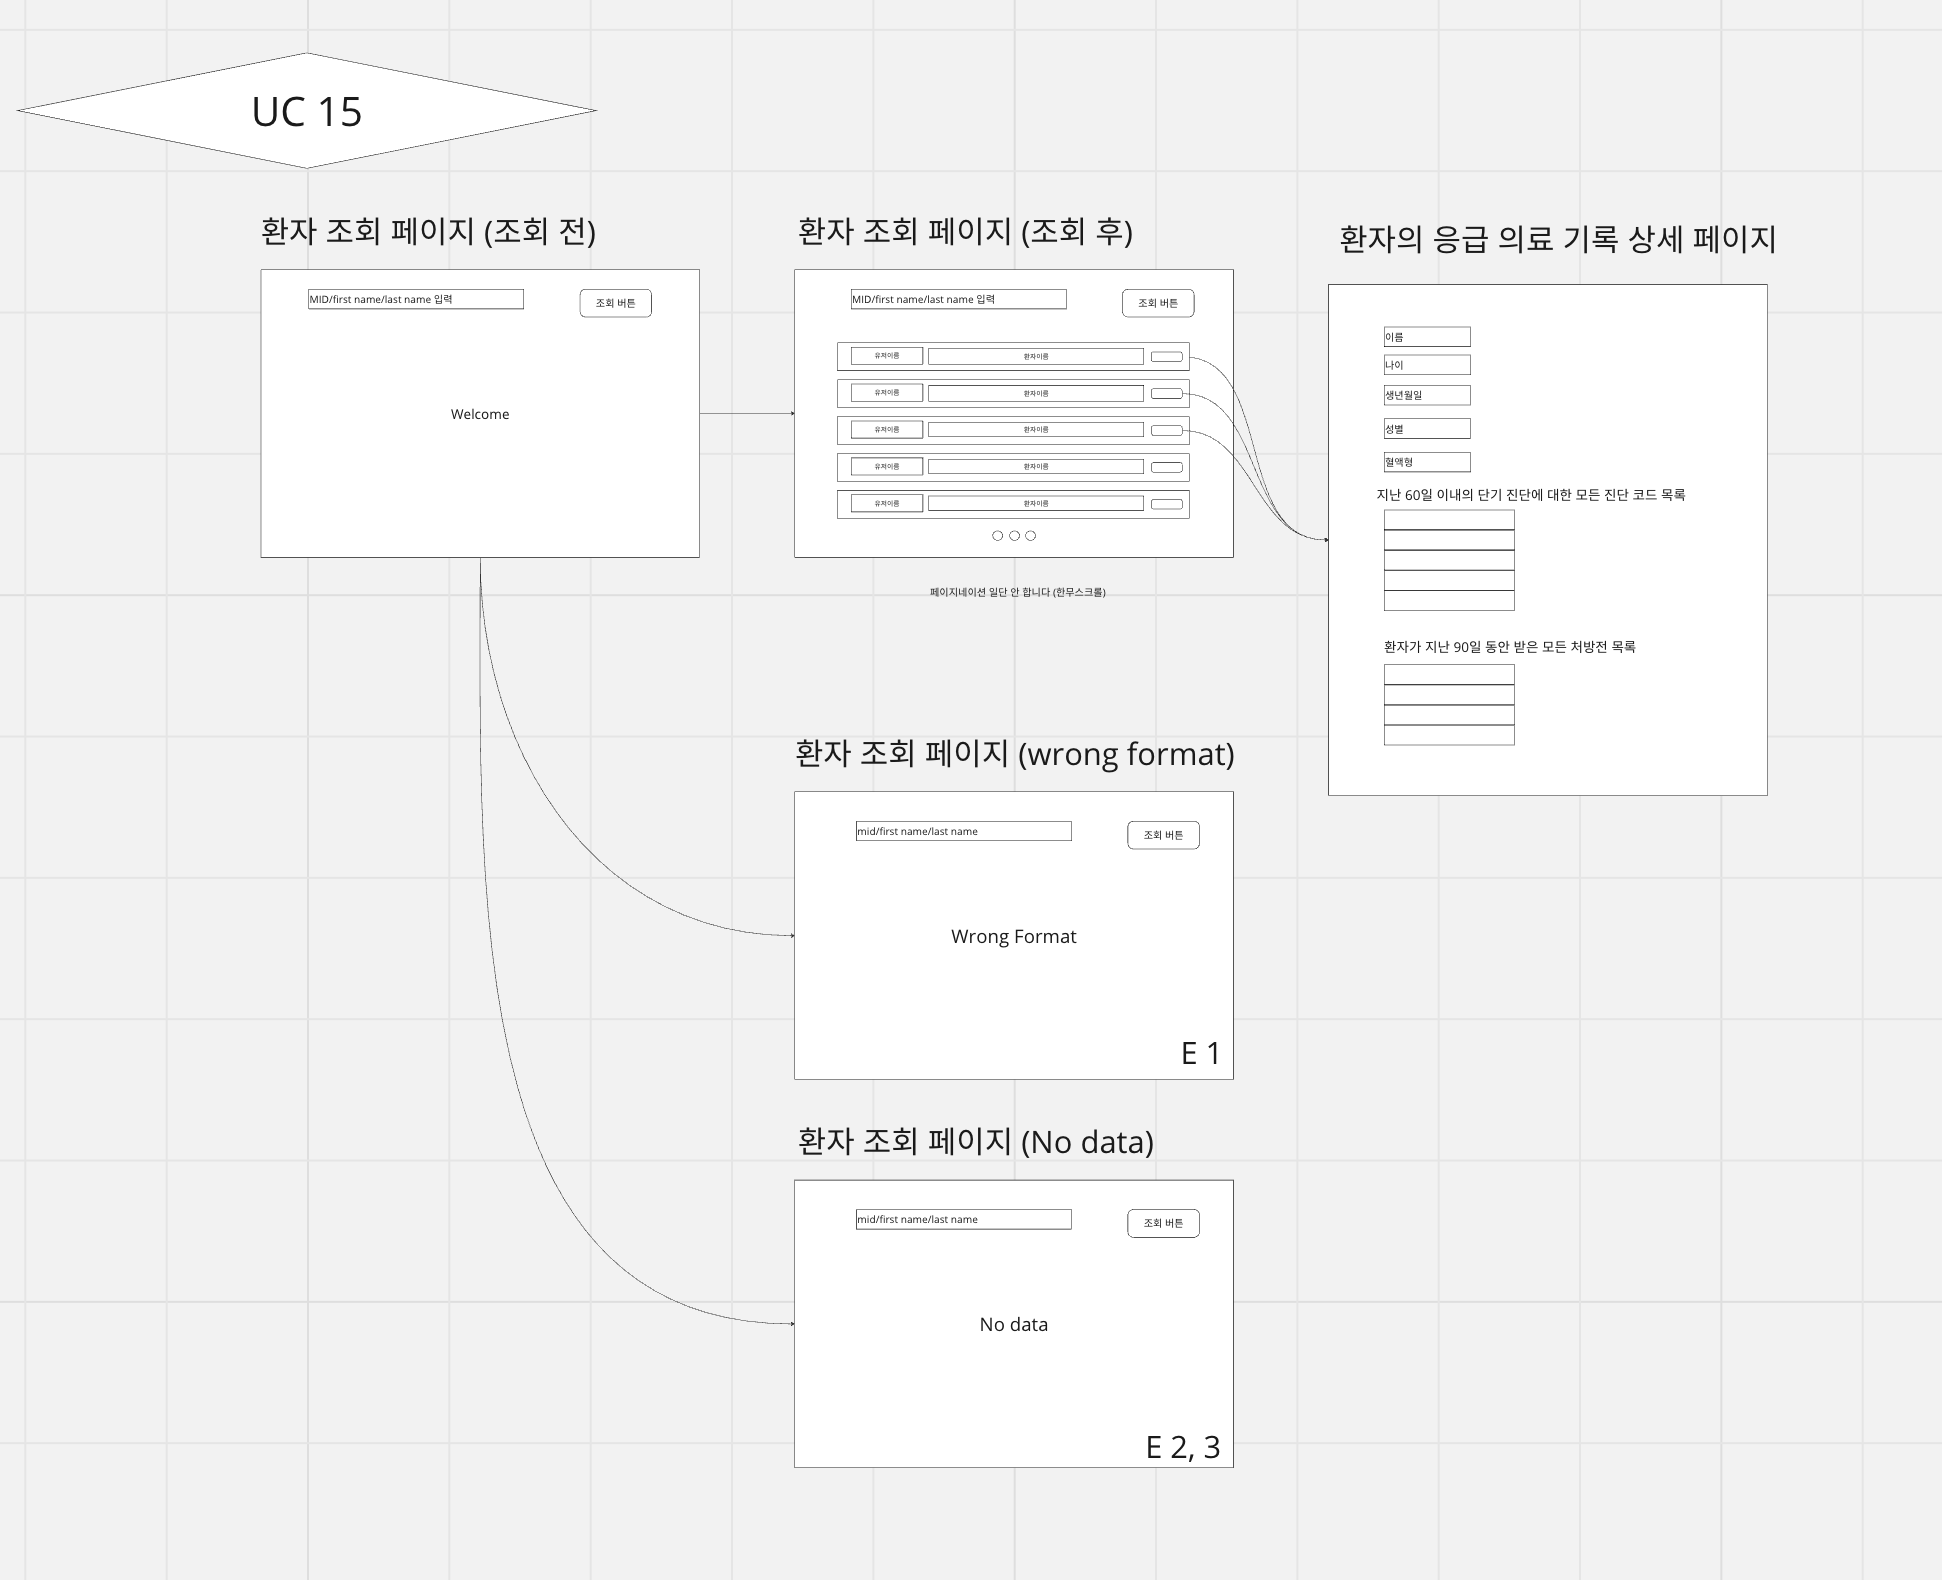 UC 15
환자 조회 페이지 (조회 전)
MID/first name/last name 입력
조회 버튼
Welcome
환자 조회 페이지 (조회 후)
MID/first name/last name 입력
조회 버튼
유저이름 환자이름
유저이름 환자이름
유저이름 환자이름
유저이름 환자이름
유저이름 환자이름
페이지네이션 일단 안 합니다 (한무스크롤)
환자의 응급 의료 기록 상세 페이지
이름
나이
생년월일
성별
혈액형
지난 60일 이내의 단기 진단에 대한 모든 진단 코드 목록
환자가 지난 90일 동안 받은 모든 처방전 목록
환자 조회 페이지 (wrong format)
mid/first name/last name
조회 버튼
Wrong Format
E 1
환자 조회 페이지 (No data)
mid/first name/last name
조회 버튼
No data
E 2, 3